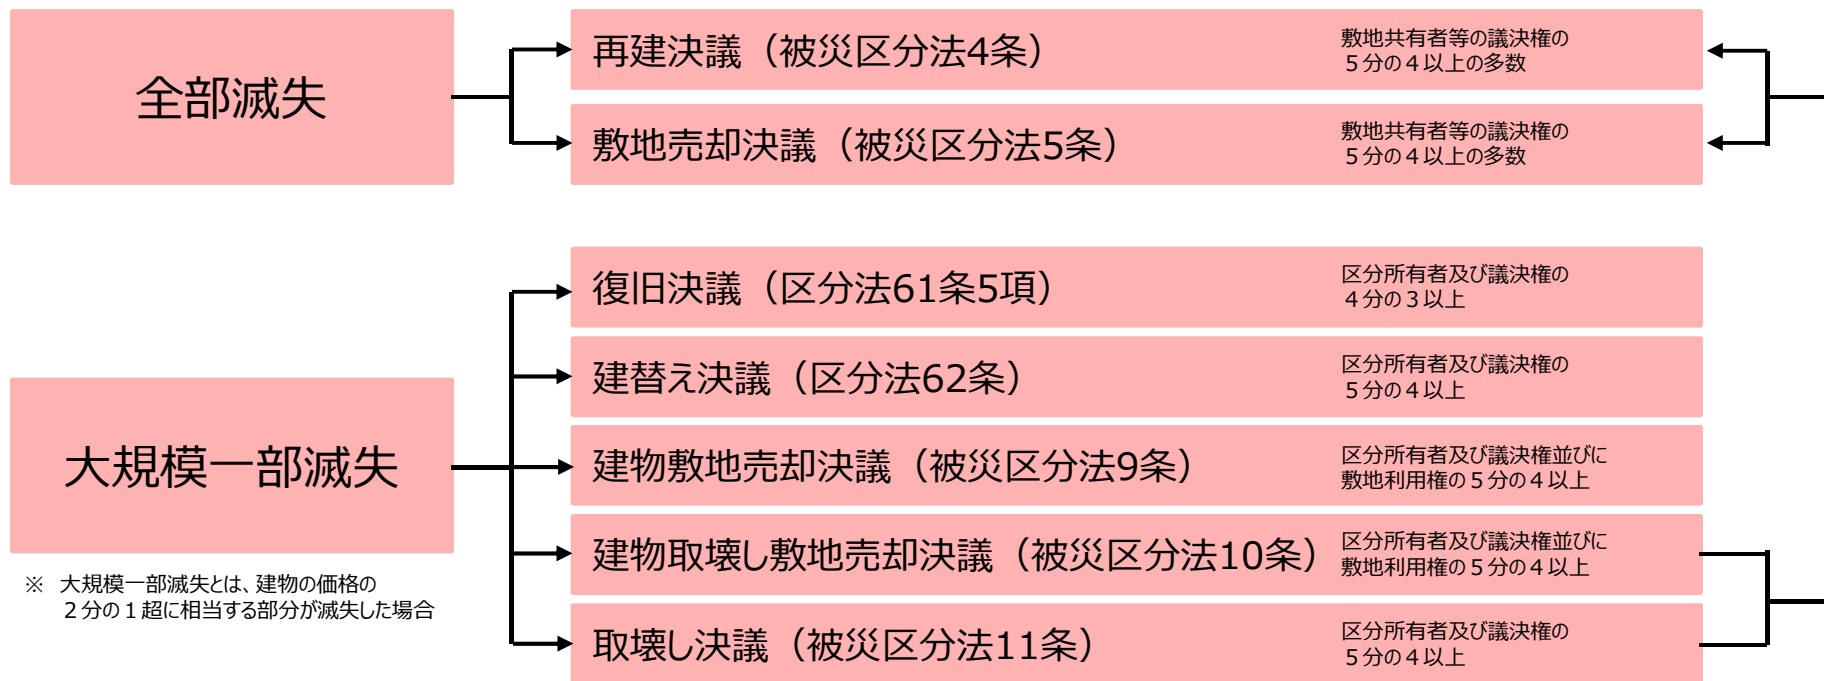 全部滅失
再建決議（被災区分法4条）
敷地共有者等の議決権の
５分の４以上の多数
敷地売却決議（被災区分法5条）
敷地共有者等の議決権の
５分の４以上の多数
大規模一部滅失
※　大規模一部滅失とは、建物の価格の
２分の１超に相当する部分が滅失した場合
復旧決議（区分法61条5項）
区分所有者及び議決権の
４分の３以上
建替え決議（区分法62条）
区分所有者及び議決権の
５分の４以上
建物敷地売却決議（被災区分法9条）
区分所有者及び議決権並びに
敷地利用権の５分の４以上
建物取壊し敷地売却決議（被災区分法10条）
区分所有者及び議決権並びに
敷地利用権の５分の４以上
取壊し決議（被災区分法11条）
区分所有者及び議決権の
５分の４以上